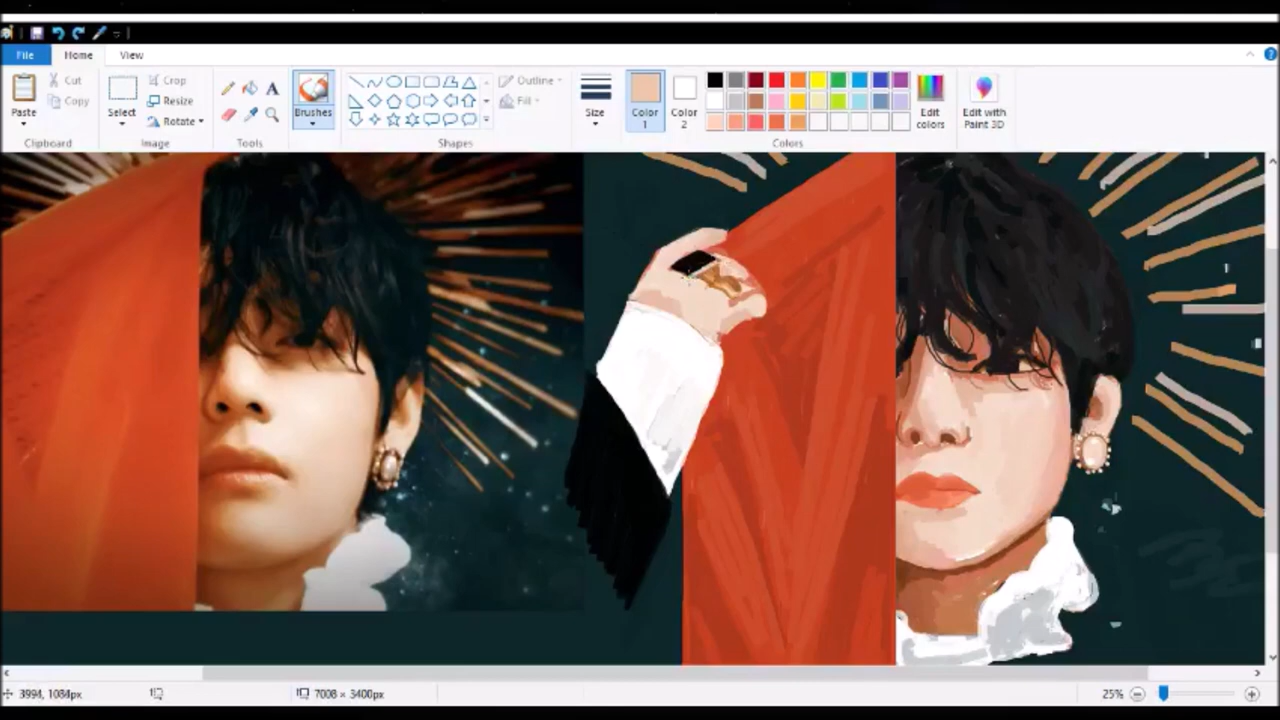 File Home View
Paste
Cut
Copy
Clipboard
Select
Crop
Resize
Rotate
Image
Tools
Brushes
Shapes
Outline
Fill
Size
Color
1
Color
2
Colors
Edit
colors
Edit with
Paint 3D
3994, 1084px
7008 × 3400px
25%